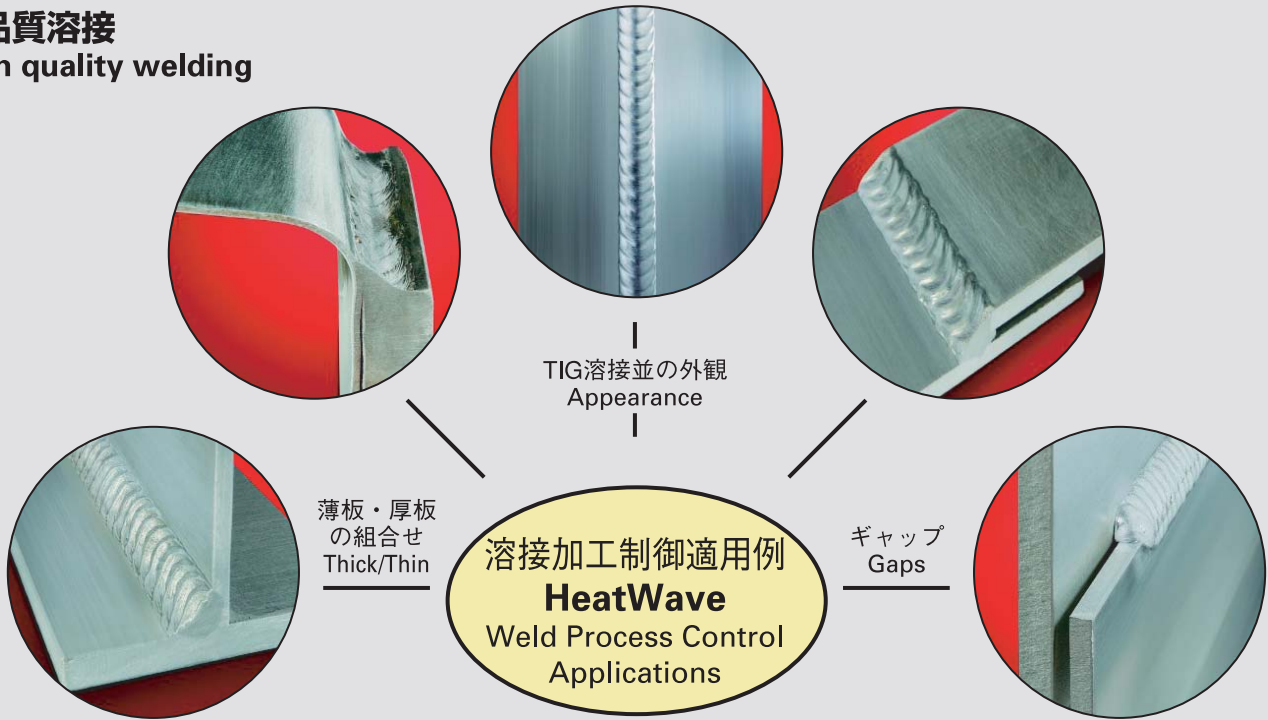 品質溶接
quality welding
TIG溶接並の外観
Appearance
薄板・厚板
の組合せ
Thick/Thin
溶接加工制御適用例
HeatWave
Weld Process Control
Applications
ギャップ
Gaps